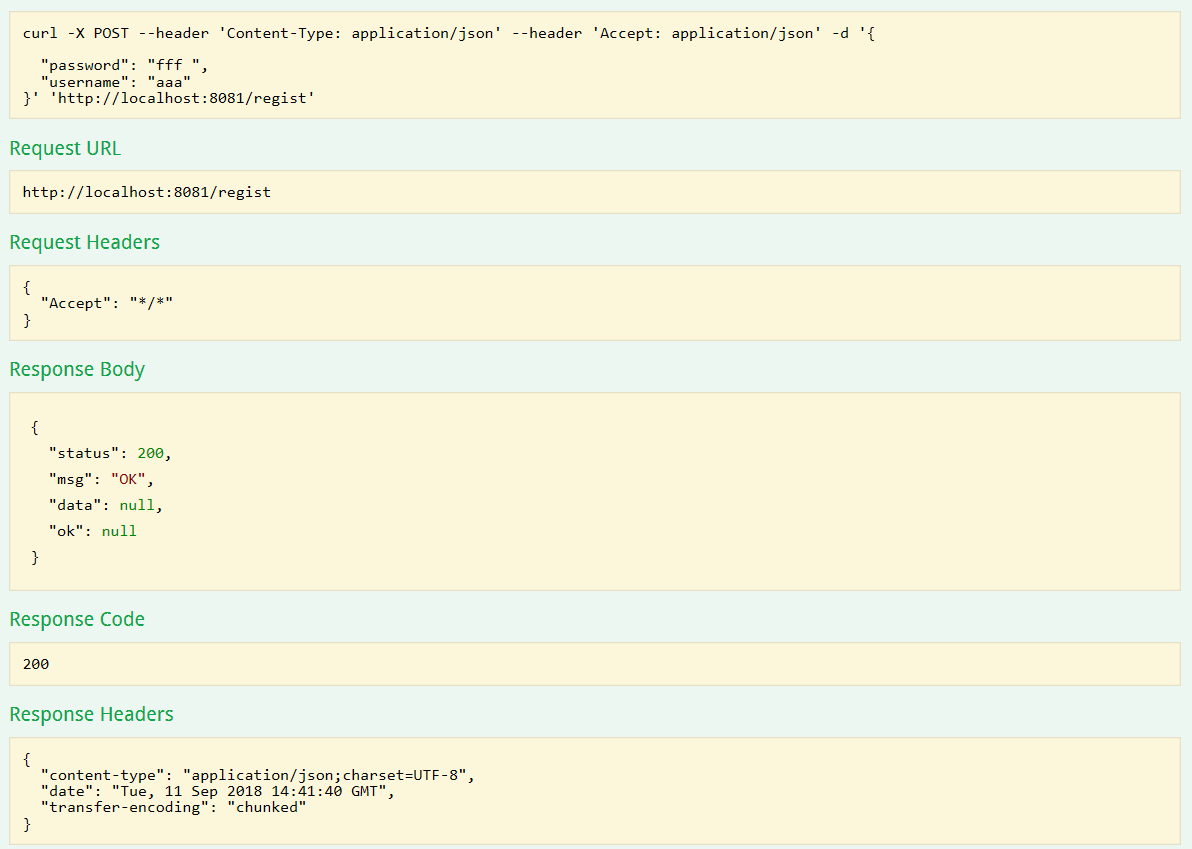 curl -X POST --header 'Content-Type: application/json' --header 'Accept: application/json' -d '{
  "password": "fff ",
  "username": "aaa"
}' 'http://localhost:8081/regist'
Request URL
http://localhost:8081/regist
Request Headers
{
  "Accept": "*/*"
}
Response Body
{
  "status": 200,
  "msg": "OK",
  "data": null,
  "ok": null
}
Response Code
200
Response Headers
{
  "content-type": "application/json;charset=UTF-8",
  "date": "Tue, 11 Sep 2018 14:41:40 GMT",
  "transfer-encoding": "chunked"
}